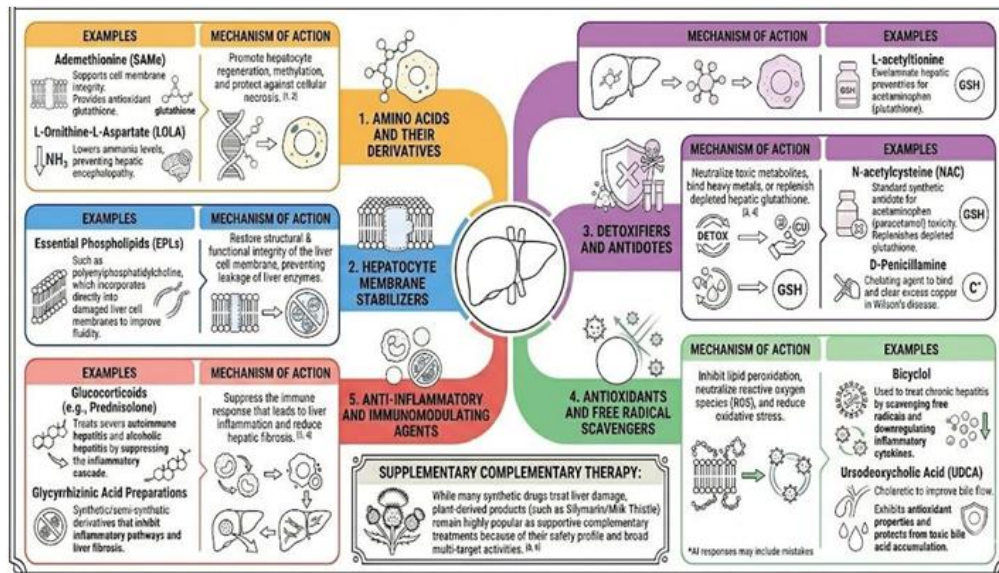 EXAMPLES
Ademethionine (SAMe)
Supports cell membrane
integrity.
Provides antioxidant
glutathione.
glutathione
L-Ornithine-L-Aspartate (LOLA)
NH₃
Lowers ammania levels,
preventing hepatic
encephalopathy.
MECHANISM OF ACTION
Promote hepatocyte
regeneration, methylation,
and protect against cellular
necrosis. [1, 2]
1. AMINO ACIDS
AND THEIR
DERIVATIVES
EXAMPLES
Essential Phospholipids (EPLs)
Such as
polyenyiphosphatidylcholine,
which incorporates
directly into
damaged liver cell
membranes to improve
fluidity.
MECHANISM OF ACTION
Restore structural &
functional integrity of the liver
cell membrane, preventing
leakage of liver enzymes.
2. HEPATOCYTE
MEMBRANE
STABILIZERS
EXAMPLES
Glucocorticoids
(e.g., Prednisolone)
Treats severs autoimmune
hepatitis and alcoholic
hepatitis by suppressing
the inflammatory
cascade.
Glycyrrhizinic Acid Preparations
Synthetic/semi-synthetic
derivatives that inhibit
inflammatory pathways and
liver fibrosis.
MECHANISM OF ACTION
Suppress the immune
response that leads to liver
inflammation and reduce
hepatic fibrosis.
5. ANTI-INFLAMMATORY
AND IMMUNOMODULATING
AGENTS
EXAMPLES
L-acetyltionine
Ewelamnate hepatic
preventties for
acetaminophen
(plutathione).
GSH
GSH
3. DETOXIFIERS
AND ANTIDOTES
MECHANISM OF ACTION
Neutralize toxic metabolites,
bind heavy metals, or replenish
depleted hepatic glutathione.
[3, 4]
DETOX
CU
GSH
EXAMPLES
N-acetylcysteine (NAC)
Standard synthetic
antidote for
acetaminophen
(paracetamol) toxicity.
Replenishes depleted
glutathione.
GSH
D-Penicillamine
Chelating agent to bind
and clear excess copper
in Wilson's disease.
4. ANTIOXIDANTS
AND FREE RADICAL
SCAVENGERS
MECHANISM OF ACTION
Inhibit lipid peroxidation,
neutralize reactive oxygen
species (ROS), and reduce
oxidative stress.
*AI responses may include mistakes
EXAMPLES
Bicyclol
Used to treat chronic hepatitis
by scavenging free
radicals and
downregulating
inflammatory
cytokines.
Ursodeoxycholic Acid (UDCA)
Choleretic to improve bile flow.
Exhibits antioxidant
properties and
protects from toxic bile
acid accumulation.
SUPPLEMENTARY COMPLEMENTARY THERAPY:
While many synthetic drugs treat liver damage,
plant-derived products (such as Silymarin/Miik Thistle)
remain highly popular as supportive complementary
treatments because of their safety profile and broad
multi-target activities.